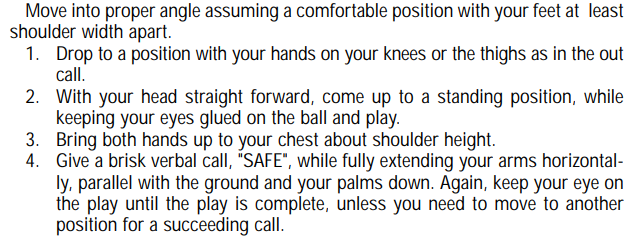 Move into proper angle assuming a comfortable position with your feet at least
shoulder width apart.
1. Drop to a position with your hands on your knees or the thighs as in the out
call.
2. With your head straight forward, come up to a standing position, while
keeping your eyes glued on the ball and play.
3. Bring both hands up to your chest about shoulder height.
4. Give a brisk verbal call, "SAFE", while fully extending your arms horizontal-
ly, parallel with the ground and your palms down. Again, keep your eye on
the play until the play is complete, unless you need to move to another
position for a succeeding call.